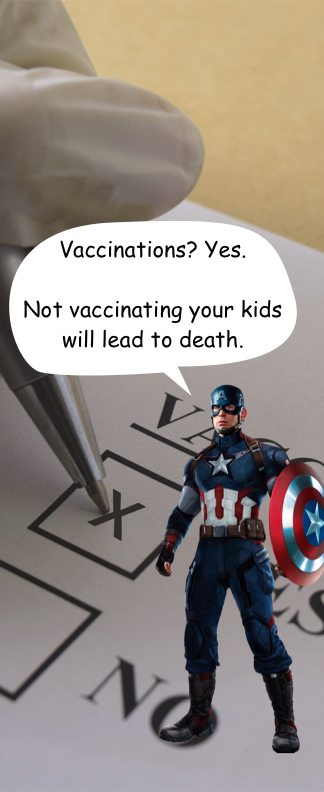 Vaccinations? Yes.
Not vaccinating your kids
will lead to death.
X
NO